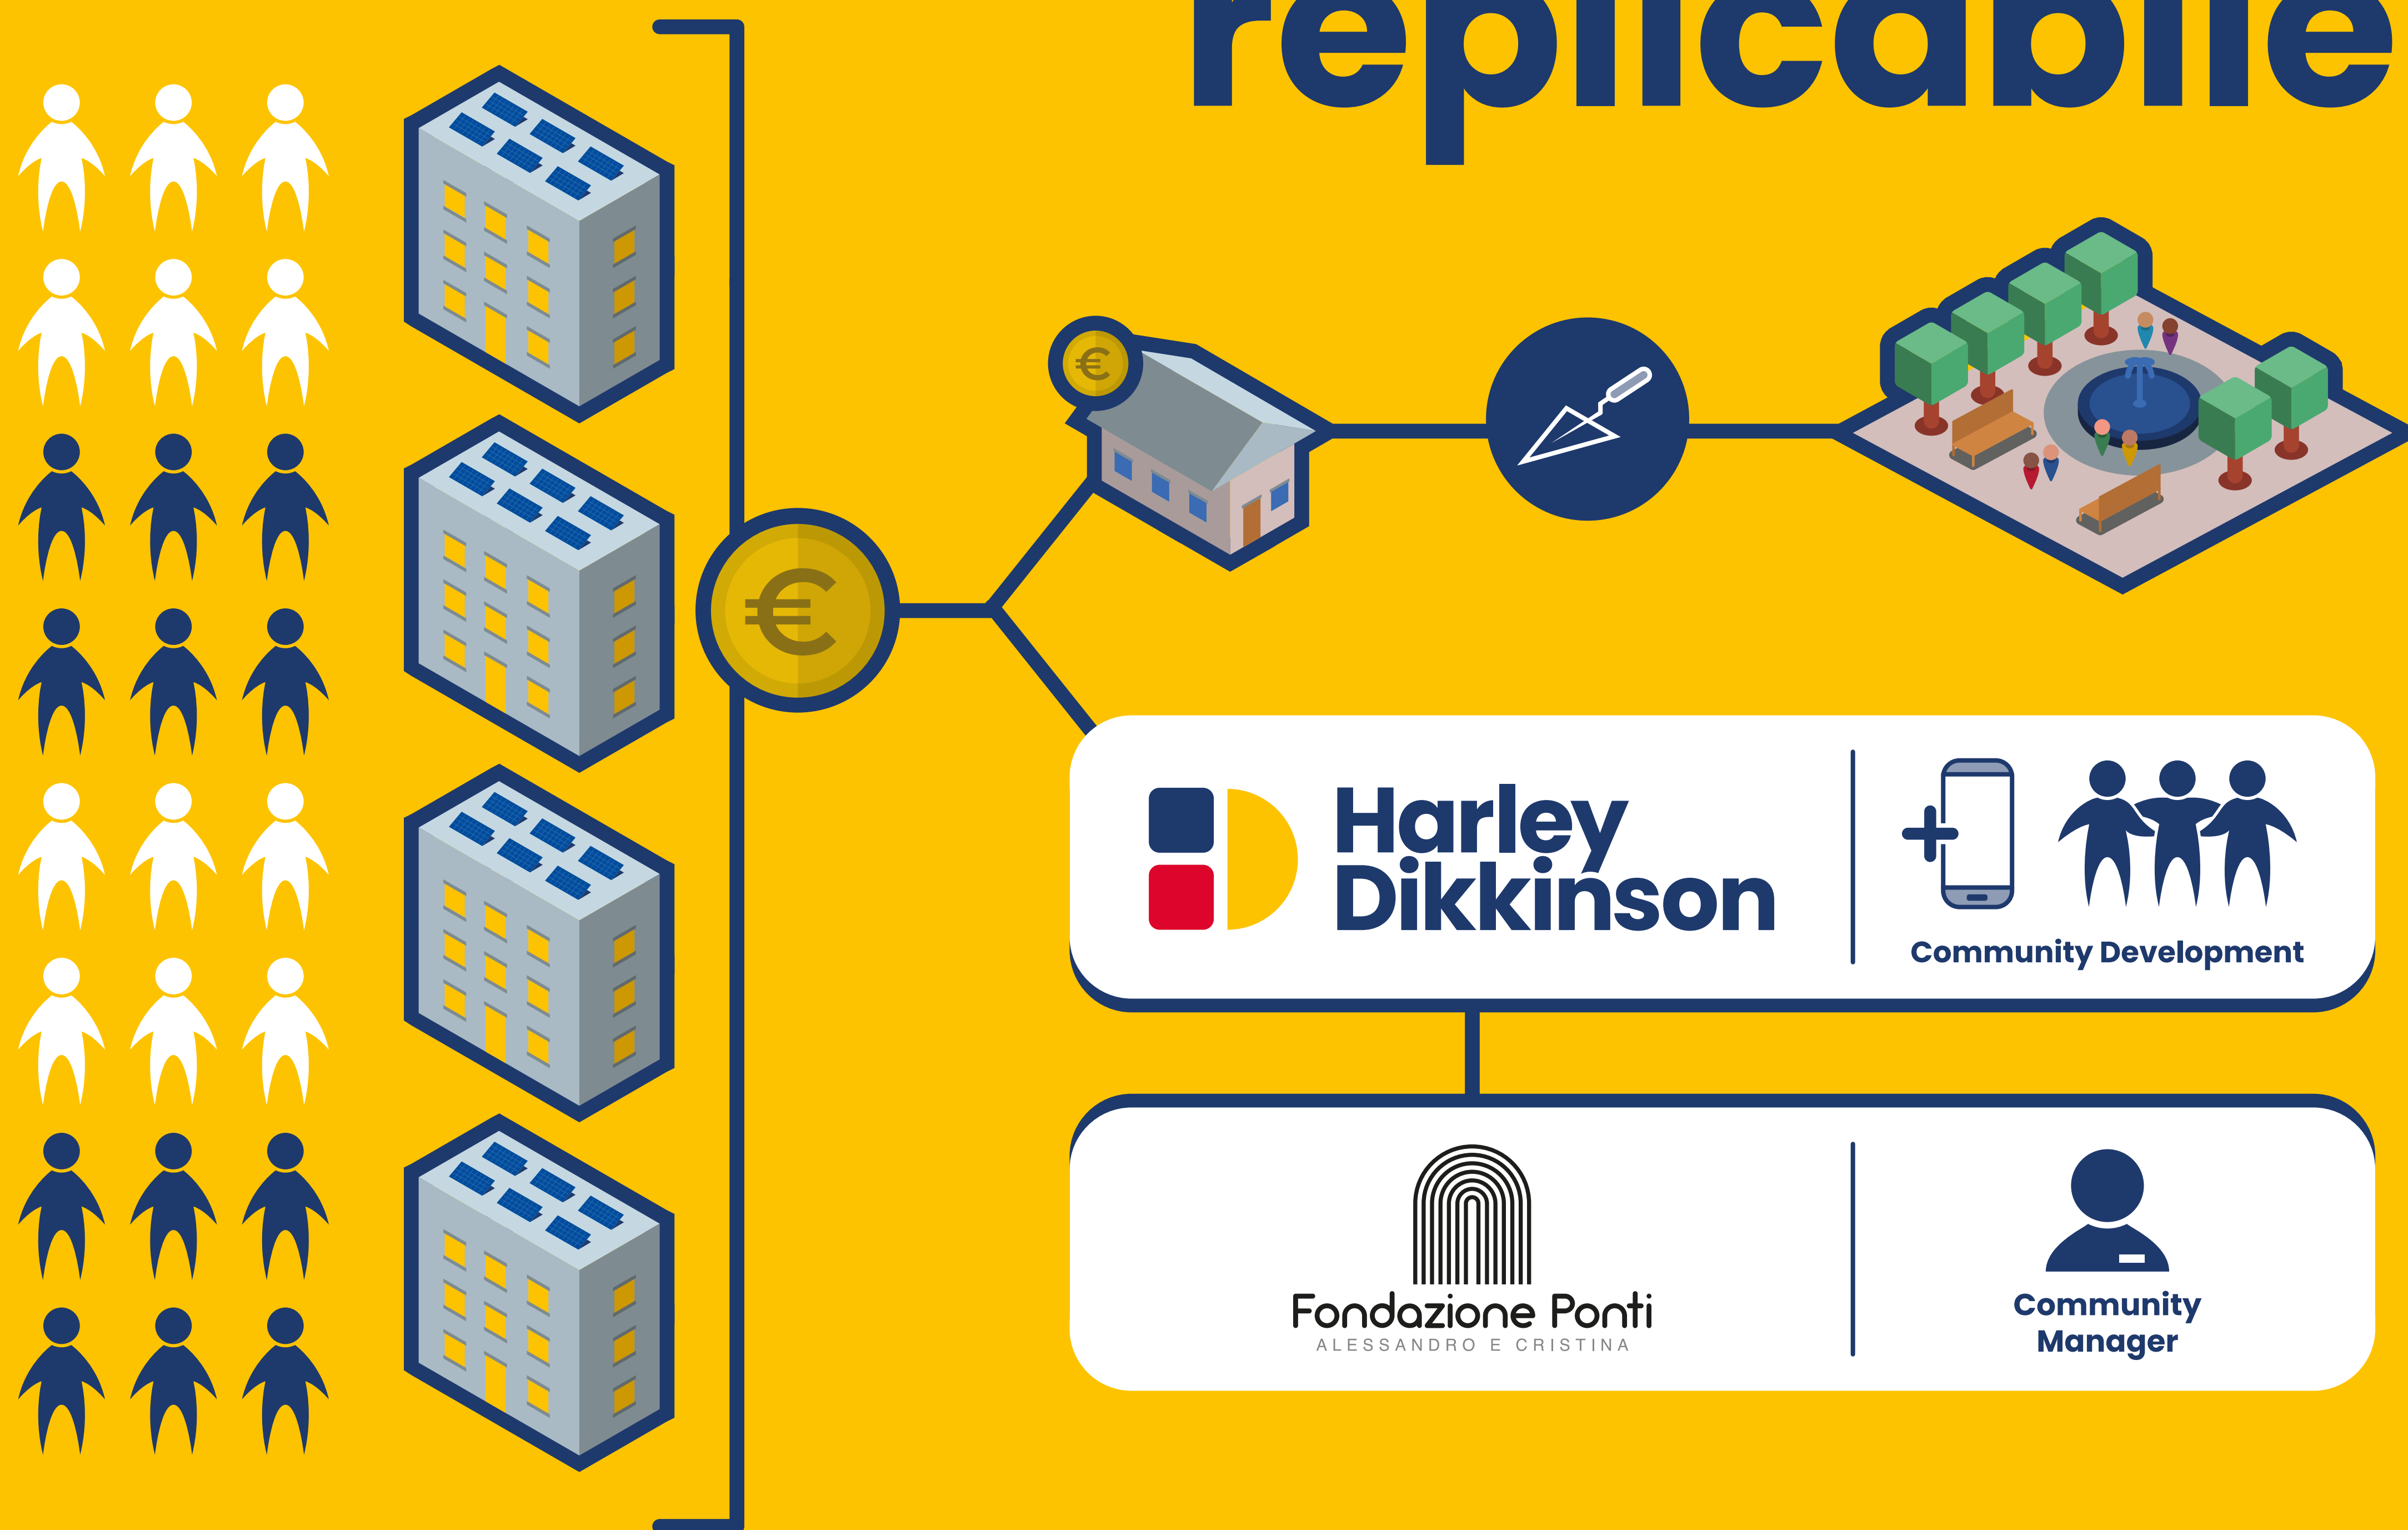 replicabile
€
€
Harley
Dikkinson
Community Development
Fondazione Ponti
ALESSANDRO E CRISTINA
Community
Manager